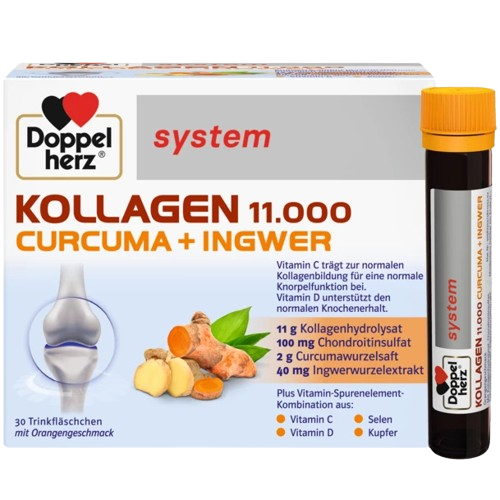 Doppel
herz®
system
KOLLAGEN 11.000
CURCUMA + INGWER
Vitamin C trägt zur normalen
Kollagenbildung für eine normale
Knorpelfunktion bei.
Vitamin D unterstützt den
normalen Knochenerhalt.
11 g Kollagenhydrolysat
100 mg Chondroitinsulfat
2 g Curcumawurzelsaft
40 mg Ingwerwurzelextrakt
Plus Vitamin-Spurenelement-
Kombination aus:
• Vitamin C • Selen
• Vitamin D • Kupfer
30 Trinkfläschchen
mit Orangengeschmack
Doppel
herz®
system
KOLLAGEN 11.000
CURCUMA + INGWER